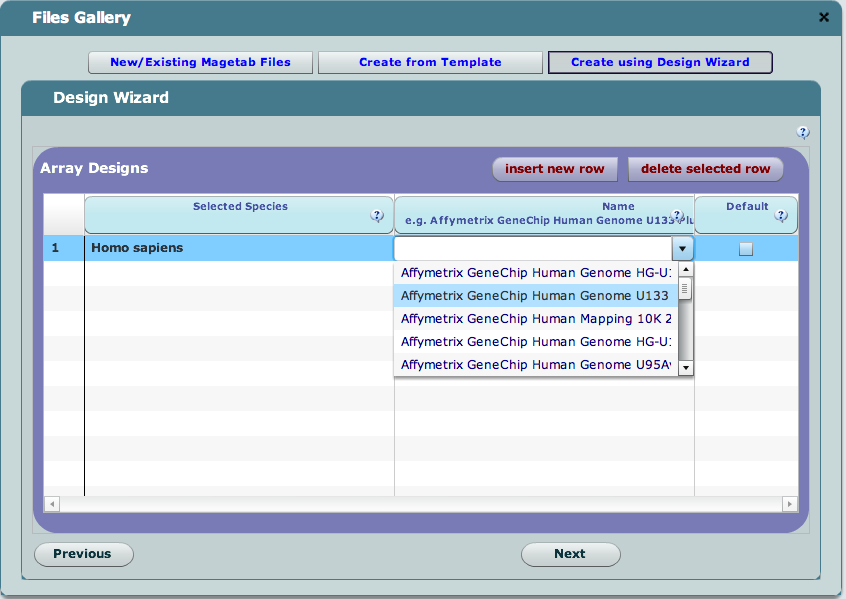 Files Gallery
New/Existing Magetab Files
Create from Template
Create using Design Wizard
Design Wizard
?
Array Designs
insert new row
delete selected row
Selected Species
?
Name
e.g. Affymetrix GeneChip Human Genome U133 Plu
?
Default
?
1
Homo sapiens
Affymetrix GeneChip Human Genome HG-U1
Affymetrix GeneChip Human Genome U133
Affymetrix GeneChip Human Mapping 10K 2
Affymetrix GeneChip Human Genome HG-U1
Affymetrix GeneChip Human Genome U95Av
Previous
Next